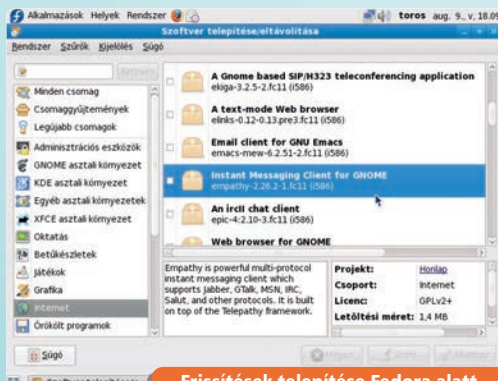 Alkalmazások Helyek Rendszer
toros aug. 9., v, 18.09
Szoftver telepítése/eltávolítása
Rendszer Szűrők Kijelölés Súgó
Keresés
Minden csomag
Csomaggyűjtemények
Legújabb csomagok
Adminisztrációs eszközök
GNOME asztali környezet
KDE asztali környezet
Egyéb asztali környezetek
XFCE asztali környezet
Oktatás
Betűkészletek
Játékok
Grafika
Internet
Örökölt programok
A Gnome based SIP/H323 teleconferencing application
ekiga-3.2.5-2.fc11 (i586)
A text-mode Web browser
elinks-0.12-0.13.pre3.fc11 (i586)
Email client for GNU Emacs
emacs-mew-6.2.51-2.fc11 (i586)
Instant Messaging Client for GNOME
empathy-2.26.2-1.fc11 (i586)
An ircII chat client
epic-4:2.10-3.fc11 (i586)
Web browser for GNOME
Empathy is powerful multi-protocol
instant messaging client which
supports Jabber, GTalk, MSN, IRC,
Salut, and other protocols. It is built
on top of the Telepathy framework.
Projekt: Honlap
Csoport: Internet
Licenc: GPLv2+
Letöltési méret: 1,4 MB
Súgó
Frissítések telepítése Fedora alatt